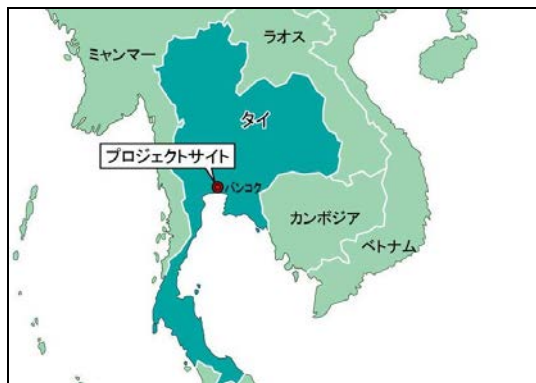 ラオス
ミャンマー
タイ
プロジェクトサイト
バンコク
カンボジア
ベトナム